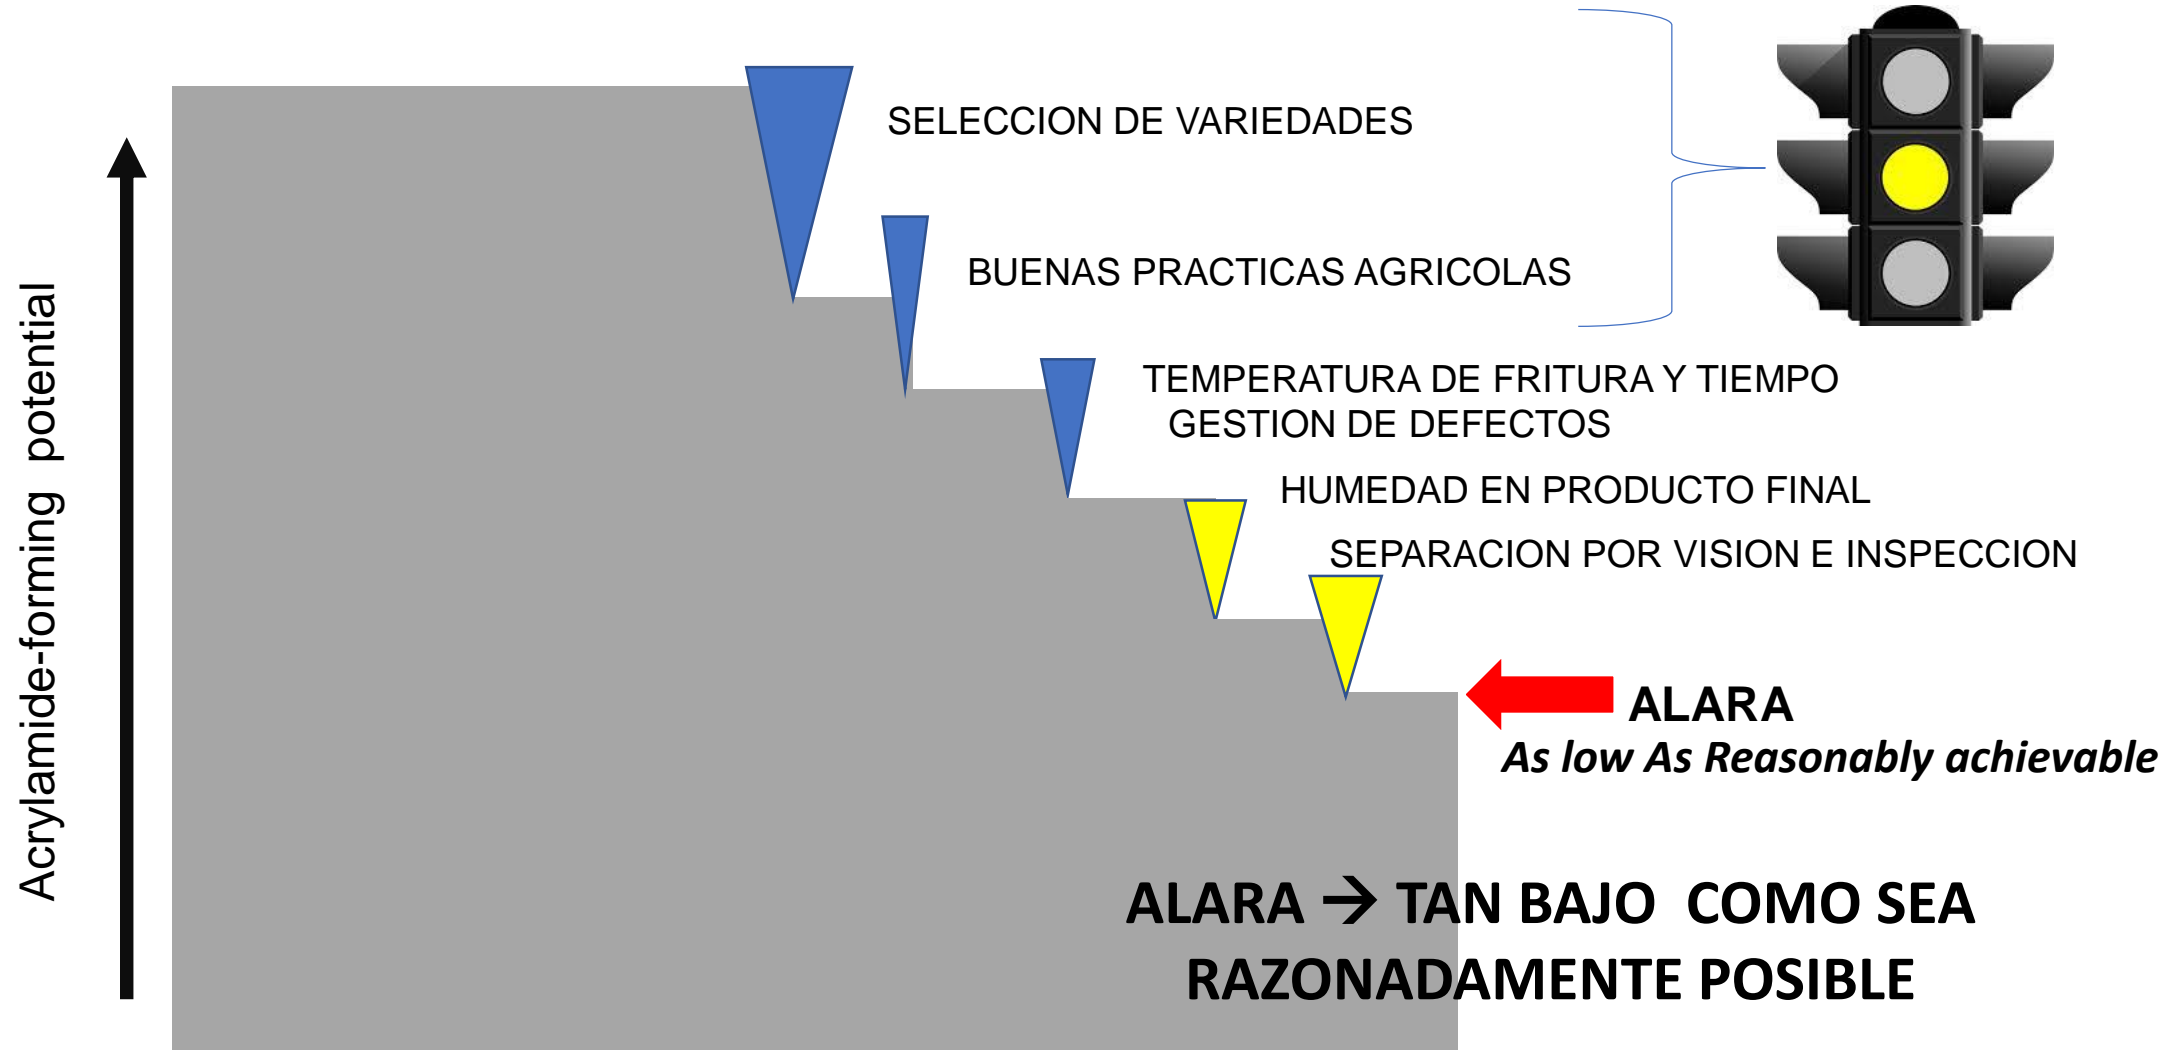 SELECCION DE VARIEDADES
BUENAS PRACTICAS AGRICOLAS
TEMPERATURA DE FRITURA Y TIEMPO
GESTION DE DEFECTOS
HUMEDAD EN PRODUCTO FINAL
SEPARACION POR VISION E INSPECCION
Acrylamide-forming potential
ALARA
As low As Reasonably achievable
ALARA → TAN BAJO COMO SEA
RAZONADAMENTE POSIBLE